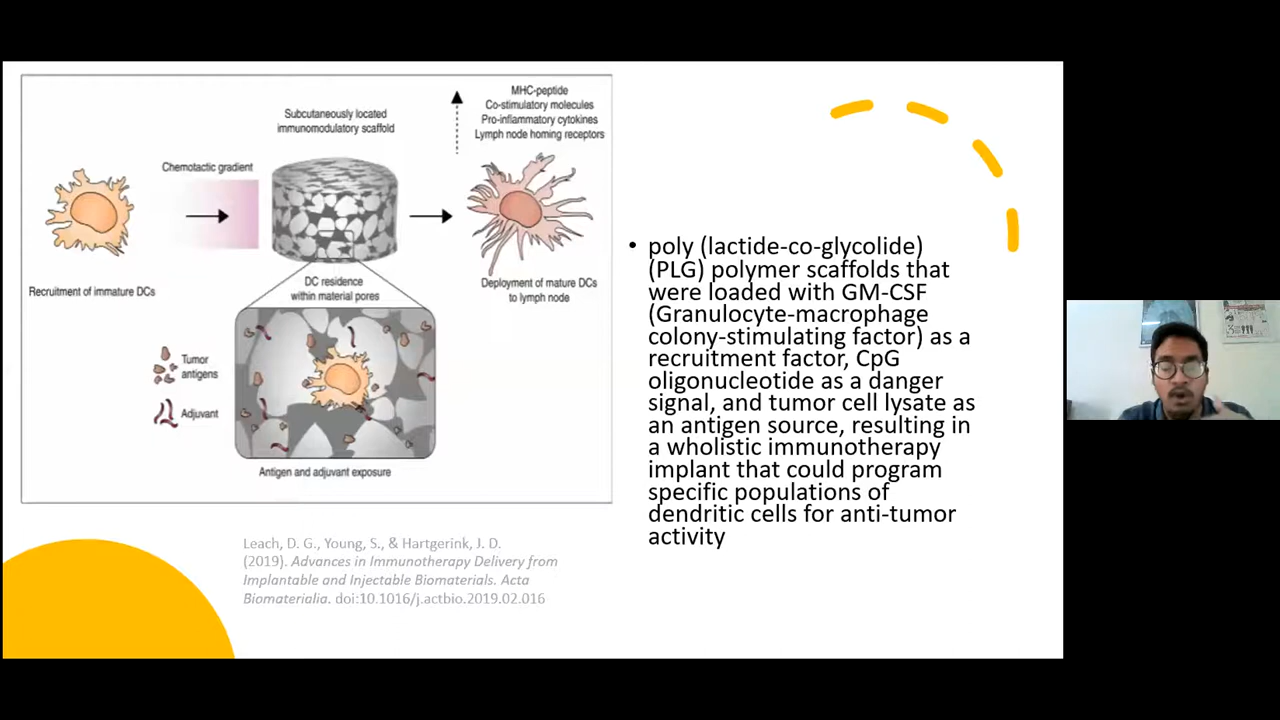 MHC-peptide
Co-stimulatory molecules
Pro-inflammatory cytokines
Lymph node homing receptors
Subcutaneously located
immunomodulatory scaffold
Chemotactic gradient
Recruitment of immature DCs
DC residence
within material pores
Deployment of mature DCs
to lymph node
Tumor
antigens
Adjuvant
Antigen and adjuvant exposure
• poly (lactide-co-glycolide)
(PLG) polymer scaffolds that
were loaded with GM-CSF
(Granulocyte-macrophage
colony-stimulating factor) as a
recruitment factor, CpG
oligonucleotide as a danger
signal, and tumor cell lysate as
an antigen source, resulting in
a wholistic immunotherapy
implant that could program
specific populations of
dendritic cells for anti-tumor
activity
Leach, D. G., Young, S., & Hartgerink, J. D.
(2019). Advances in Immunotherapy Delivery from
Implantable and Injectable Biomaterials. Acta
Biomaterialia. doi:10.1016/j.actbio.2019.02.016